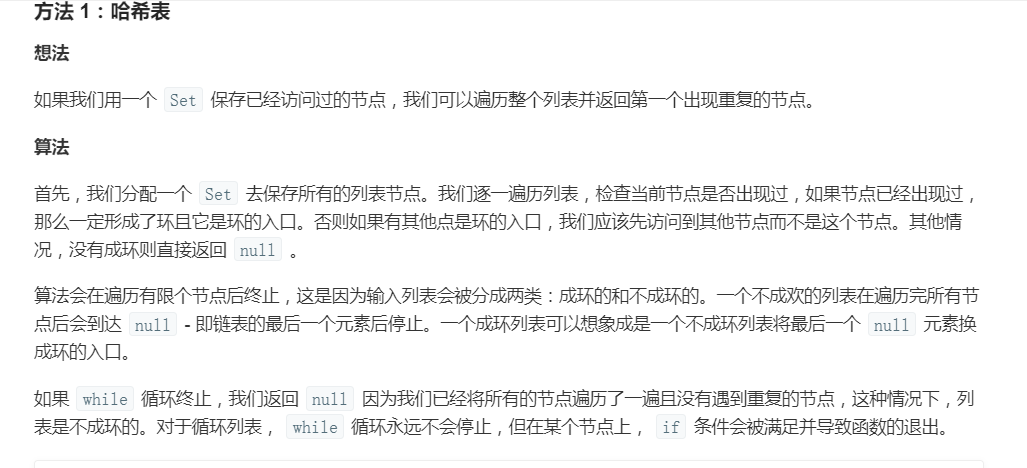 方法 1：哈希表
想法
如果我们用一个 Set 保存已经访问过的节点，我们可以遍历整个列表并返回第一个出现重复的节点。
算法
首先，我们分配一个 Set 去保存所有的列表节点。我们逐一遍历列表，检查当前节点是否出现过，如果节点已经出现过，
那么一定形成了环且它是环的入口。否则如果有其他点是环的入口，我们应该先访问到其他节点而不是这个节点。其他情
况，没有成环则直接返回 null 。
算法会在遍历有限个节点后终止，这是因为输入列表会被分成两类：成环的和不成环的。一个不成欢的列表在遍历完所有节
点后会到达 null - 即链表的最后一个元素后停止。一个成环列表可以想象成是一个不成环列表将最后一个 null 元素换
成环的入口。
如果 while 循环终止，我们返回 null 因为我们已经将所有的节点遍历了一遍且没有遇到重复的节点，这种情况下，列
表是不成环的。对于循环列表， while 循环永远不会停止，但在某个节点上， if 条件会被满足并导致函数的退出。